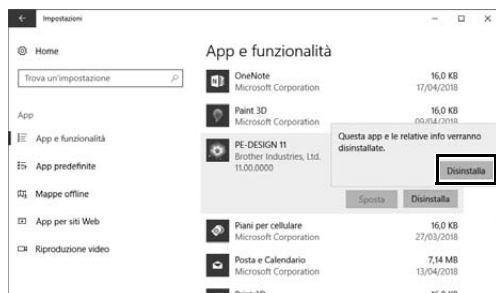 Impostazioni
Home
Trova un'impostazione
App
App e funzionalità
App predefinite
Mappe offline
App per siti Web
Riproduzione video
App e funzionalità
OneNote 16,0 KB
Microsoft Corporation 17/04/2018
Paint 3D 16,0 KB
Microsoft Corporation 09/04/2018
PE-DESIGN 11
Brother Industries, Ltd.
11.00.0000
Questa app e le relative info verranno
disinstallate.
Disinstalla
Sposta Disinstalla
Piani per cellulare 16,0 KB
Microsoft Corporation 27/03/2018
Posta e Calendario 7,14 MB
Microsoft Corporation 13/04/2018